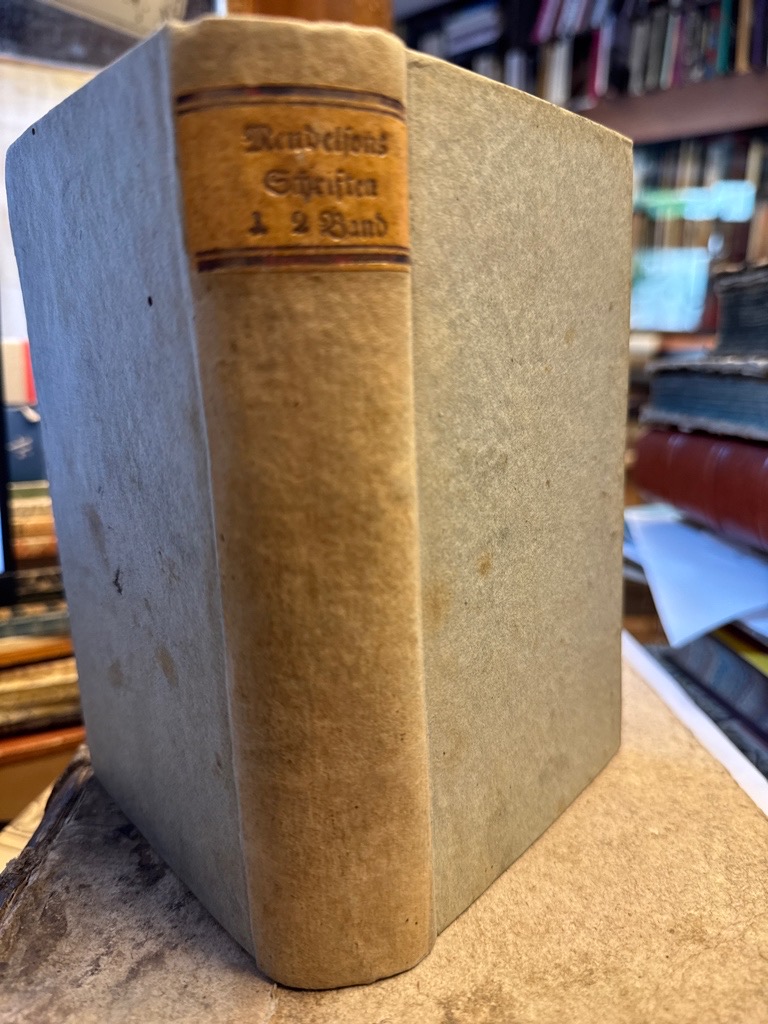 Mendelsons
Schriften
1 2 Band